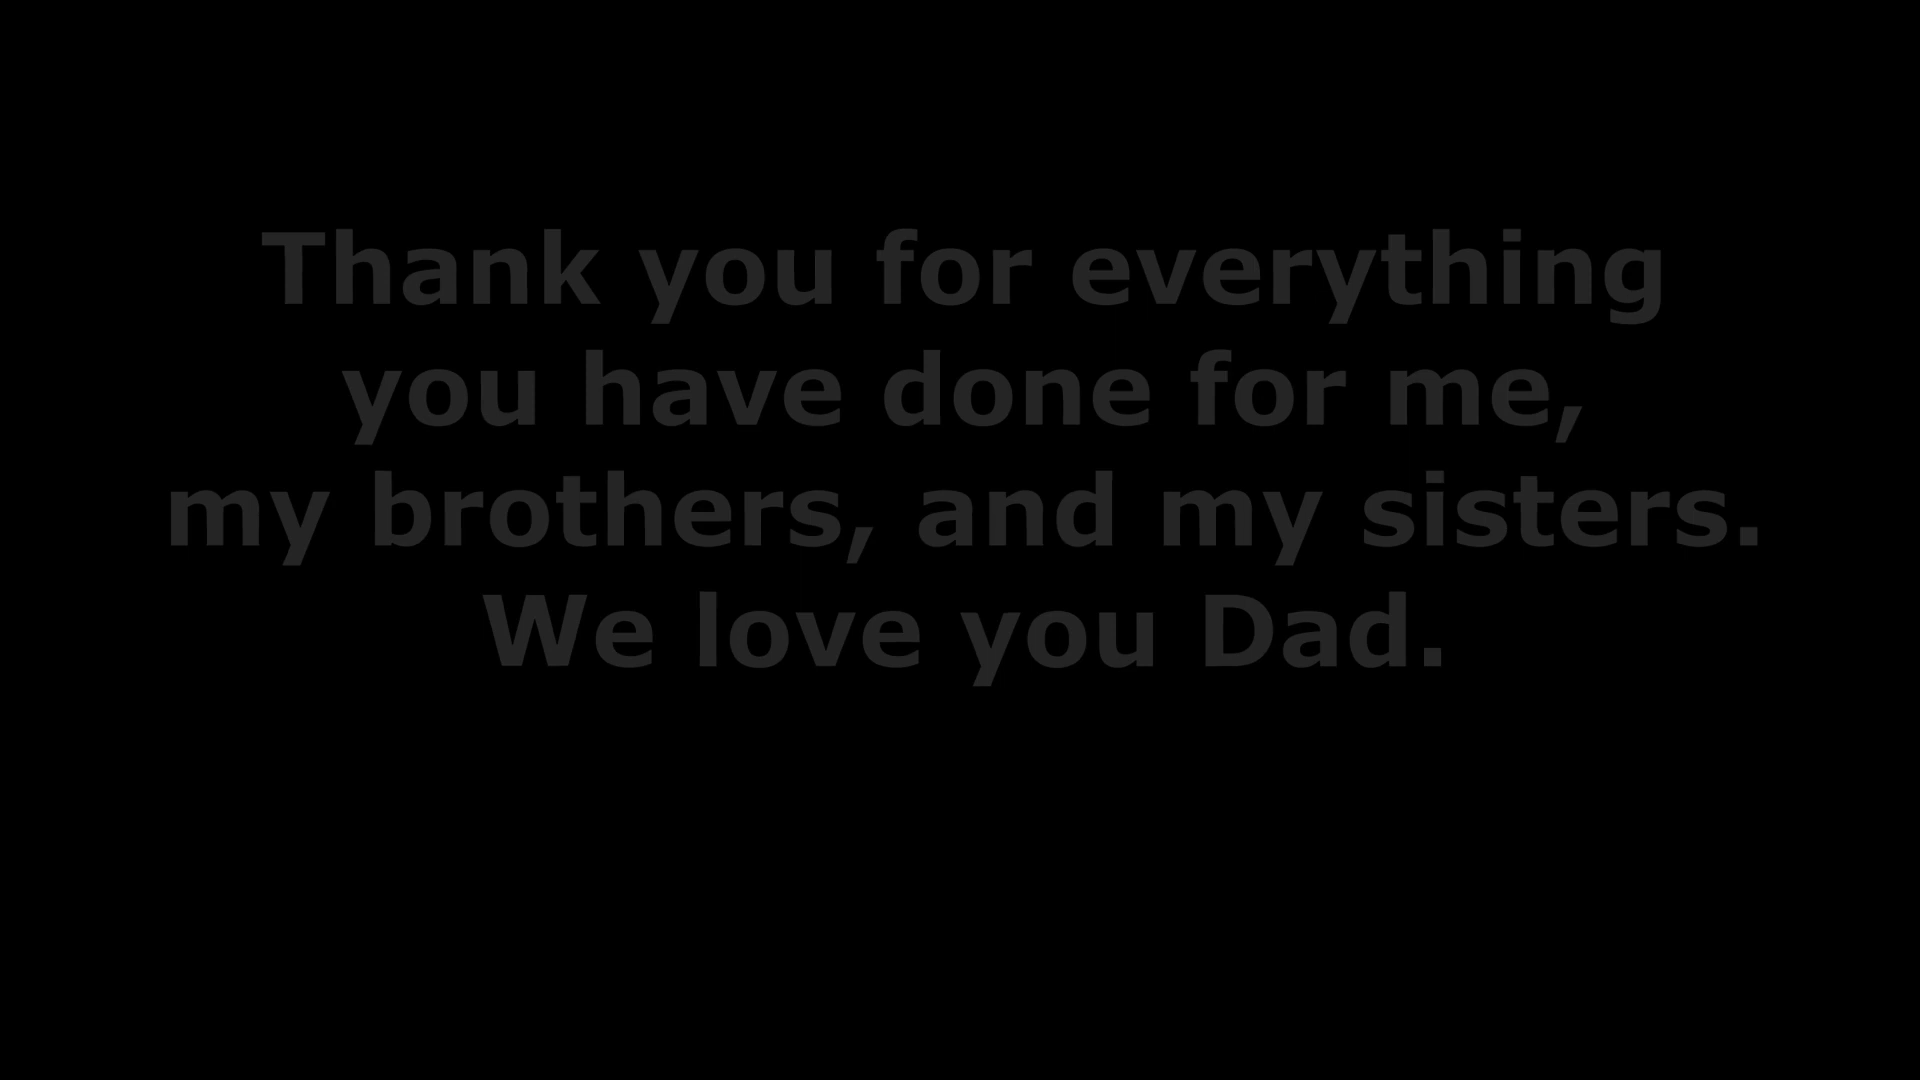 Thank you for everything
you have done for me,
my brothers, and my sisters.
We love you Dad.